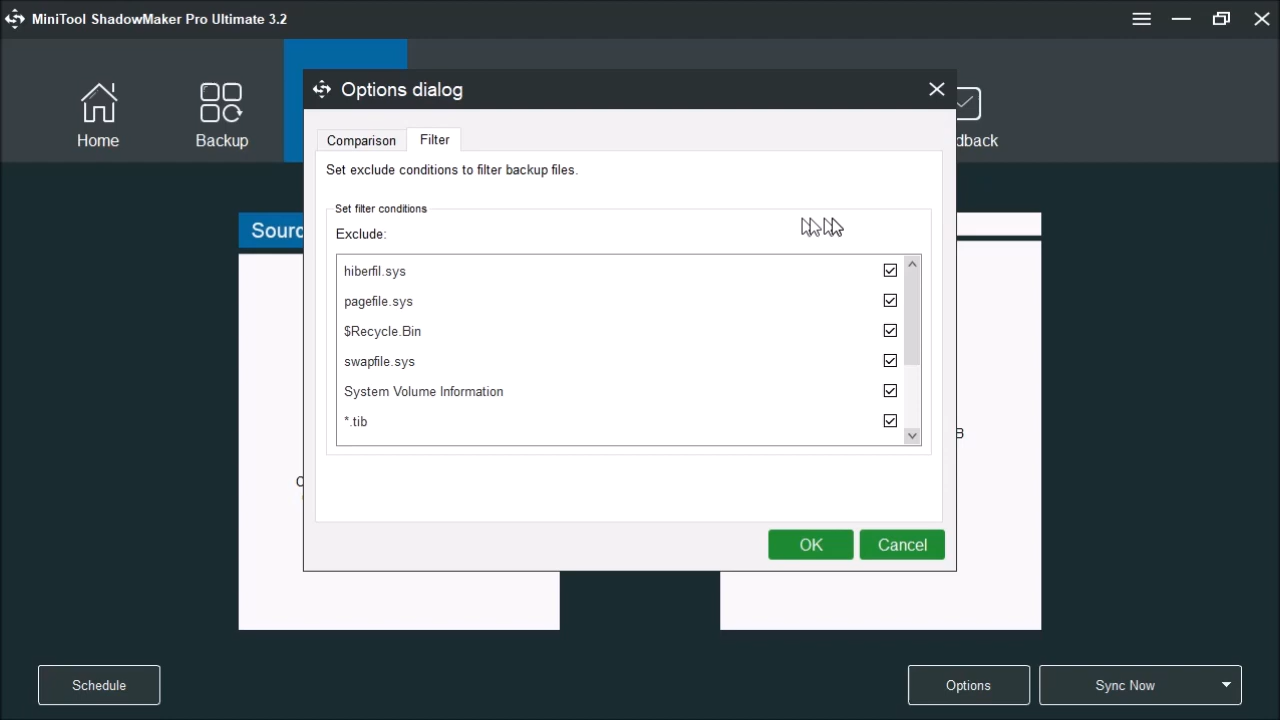 MiniTool ShadowMaker Pro Ultimate 3.2
Options dialog
Home
Backup
dback
Comparison
Filter
Set exclude conditions to filter backup files.
Sourc
Set filter conditions
Exclude:
hiberfil.sys
pagefile.sys
$Recycle.Bin
swapfile.sys
System Volume Information
*.tib
B
OK
Cancel
Schedule
Options
Sync Now